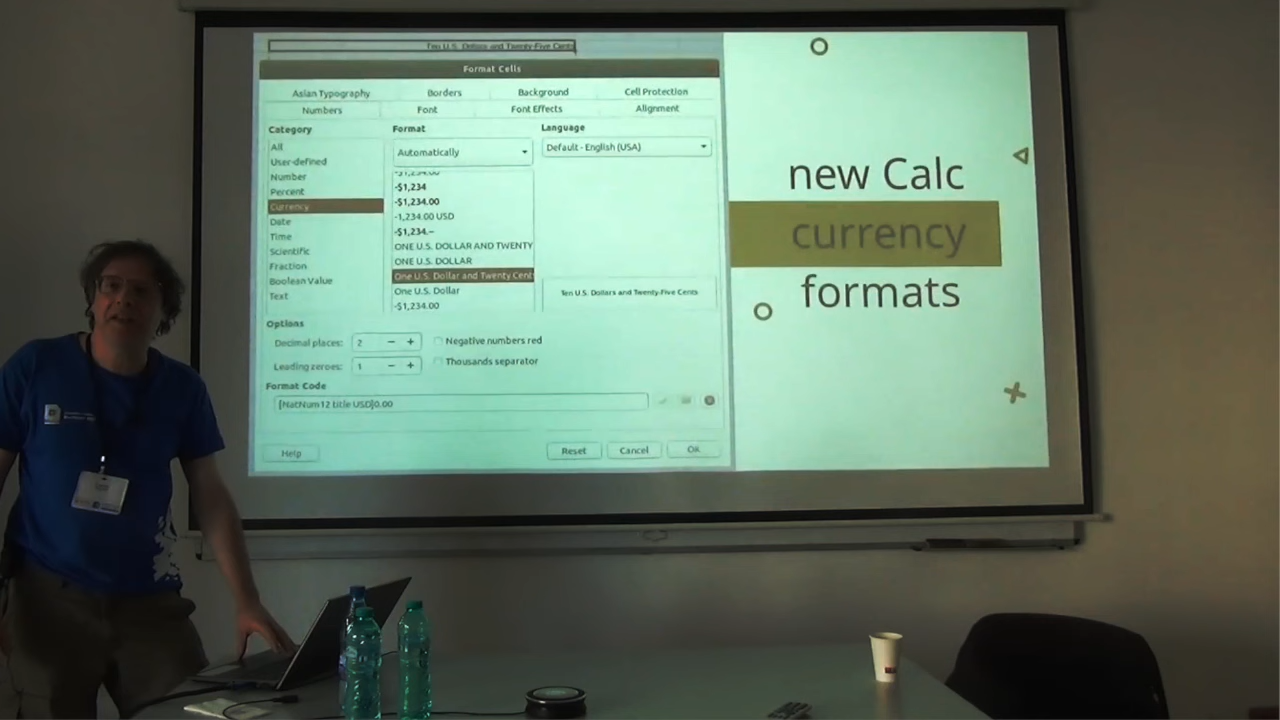 Ten U.S. Dollars and Twenty-Five Cents
Format Cells
Asian Typography
Borders
Background
Cell Protection
Numbers
Font
Font Effects
Alignment
Category
All
User-defined
Number
Percent
Currency
Date
Time
Scientific
Fraction
Boolean Value
Text
Format
Automatically
-$1,234.00
-$1,234
-$1,234.00
-1,234.00 USD
-$1,234.--
ONE U.S. DOLLAR AND TWENTY
ONE U.S. DOLLAR
One U.S. Dollar and Twenty Cent
One U.S. Dollar
-$1,234.00
Language
Default - English (USA)
Ten U.S. Dollars and Twenty-Five Cents
Options
Decimal places: 2 − +
Negative numbers red
Leading zeroes: 1 − +
Thousands separator
Format Code
[NatNum12 title USD]0.00
Help
Reset
Cancel
OK
new Calc
currency
formats